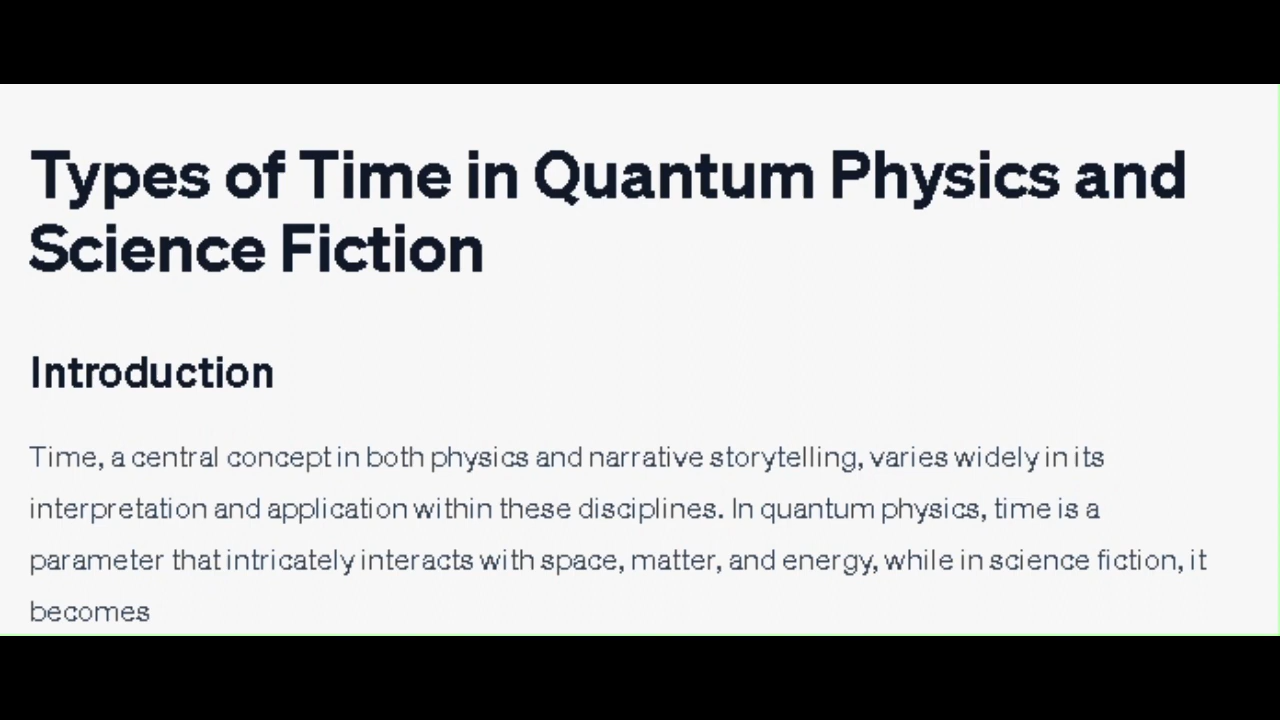 Types of Time in Quantum Physics and
Science Fiction
Introduction
Time, a central concept in both physics and narrative storytelling, varies widely in its
interpretation and application within these disciplines. In quantum physics, time is a
parameter that intricately interacts with space, matter, and energy, while in science fiction, it
becomes